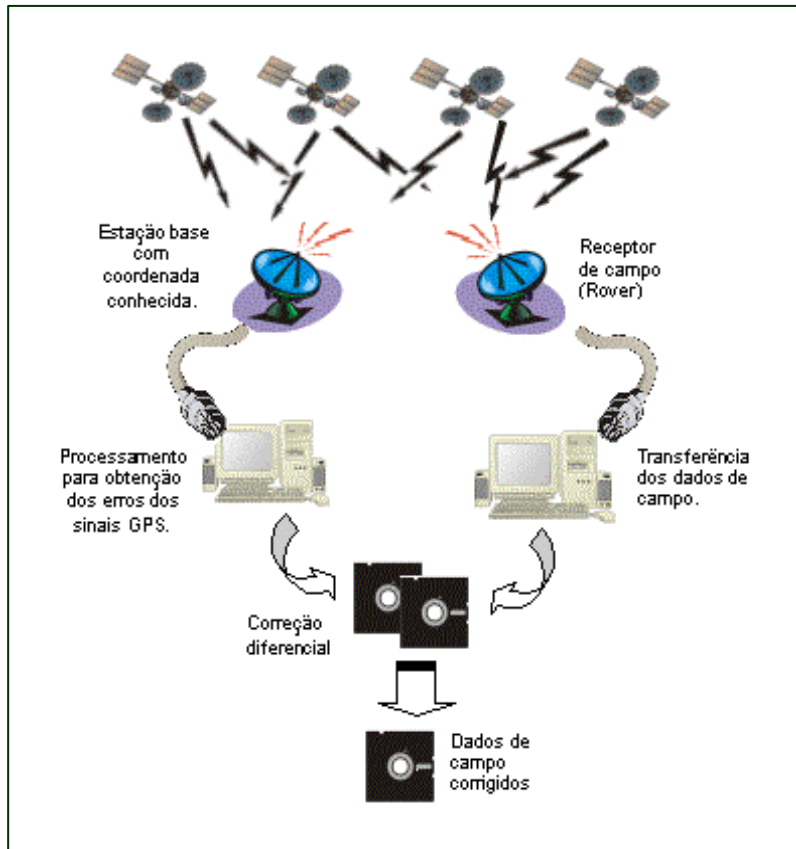 Estação base
com
coordenada
conhecida.
Receptor
de campo
(Rover)
Processamento
para obtenção
dos erros dos
sinais GPS.
Transferência
dos dados de
campo.
Correção
diferencial
Dados de
campo
corrigidos